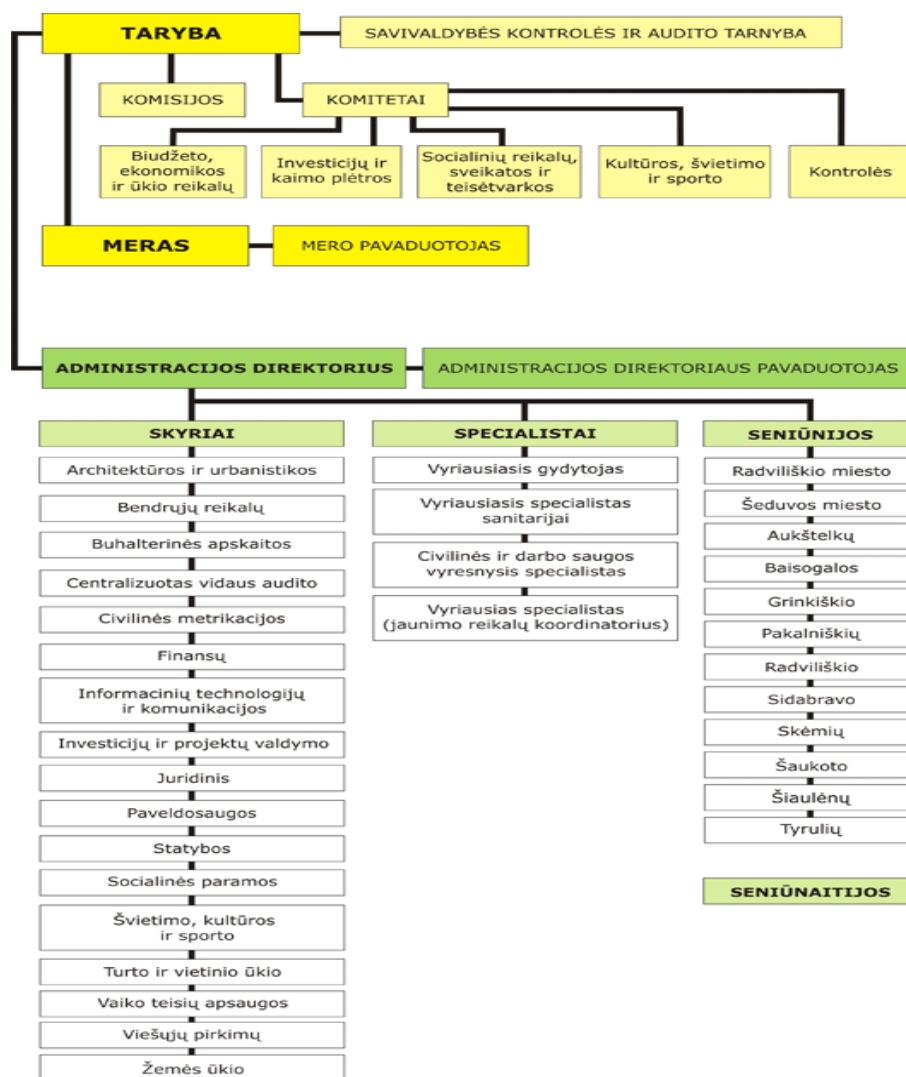 TARYBA
SAVIVALDYBĖS KONTROLĖS IR AUDITO TARNYBA
KOMISIJOS
KOMITETAI
Biudžeto,
ekonomikos
ir ūkio reikalų
Investicijų ir
kaimo plėtros
Socialinių reikalų,
sveikatos ir
teisėtvarkos
Kultūros, švietimo
ir sporto
Kontrolės
MERAS
MERO PAVADUOTOJAS
ADMINISTRACIJOS DIREKTORIUS
ADMINISTRACIJOS DIREKTORIAUS PAVADUOTOJAS
SKYRIAI
Architektūros ir urbanistikos
Bendrųjų reikalų
Buhalterinės apskaitos
Centralizuotas vidaus audito
Civilinės metrikacijos
Finansų
Informacinių technologijų
ir komunikacijos
Investicijų ir projektų valdymo
Juridinis
Paveldosaugos
Statybos
Socialinės paramos
Švietimo, kultūros
ir sporto
Turto ir vietinio ūkio
Vaiko teisių apsaugos
Viešųjų pirkimų
Žemės ūkio
SPECIALISTAI
Vyriausiasis gydytojas
Vyriausiasis specialistas
sanitarijai
Civilinės ir darbo saugos
vyresnysis specialistas
Vyriausias specialistas
(jaunimo reikalų koordinatorius)
SENIŪNIJOS
Radviliškio miesto
Šeduvos miesto
Aukštelkų
Baisogalos
Grinkiškio
Pakalniškių
Radviliškio
Sidabravo
Skėmių
Šaukoto
Šiaulėnų
Tyrulių
SENIŪNAITIJOS